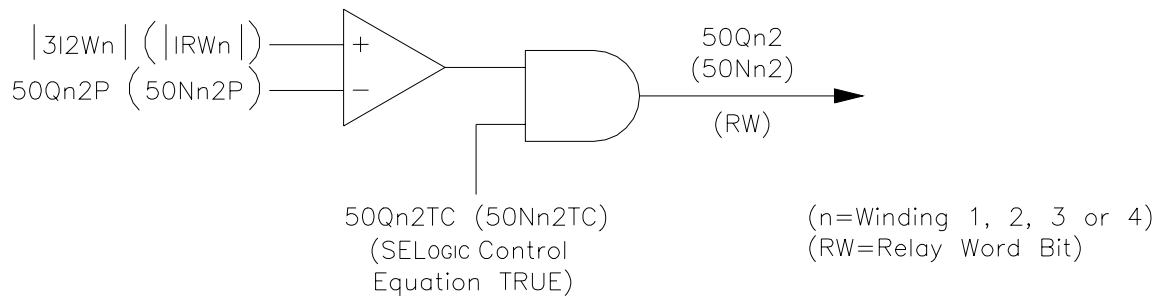 |3I2Wn| (|IRWn|)
+
50Qn2P (50Nn2P)
−
50Qn2
(50Nn2)
(RW)
50Qn2TC (50Nn2TC)
(SELOGIC Control
Equation TRUE)
(n=Winding 1, 2, 3 or 4)
(RW=Relay Word Bit)